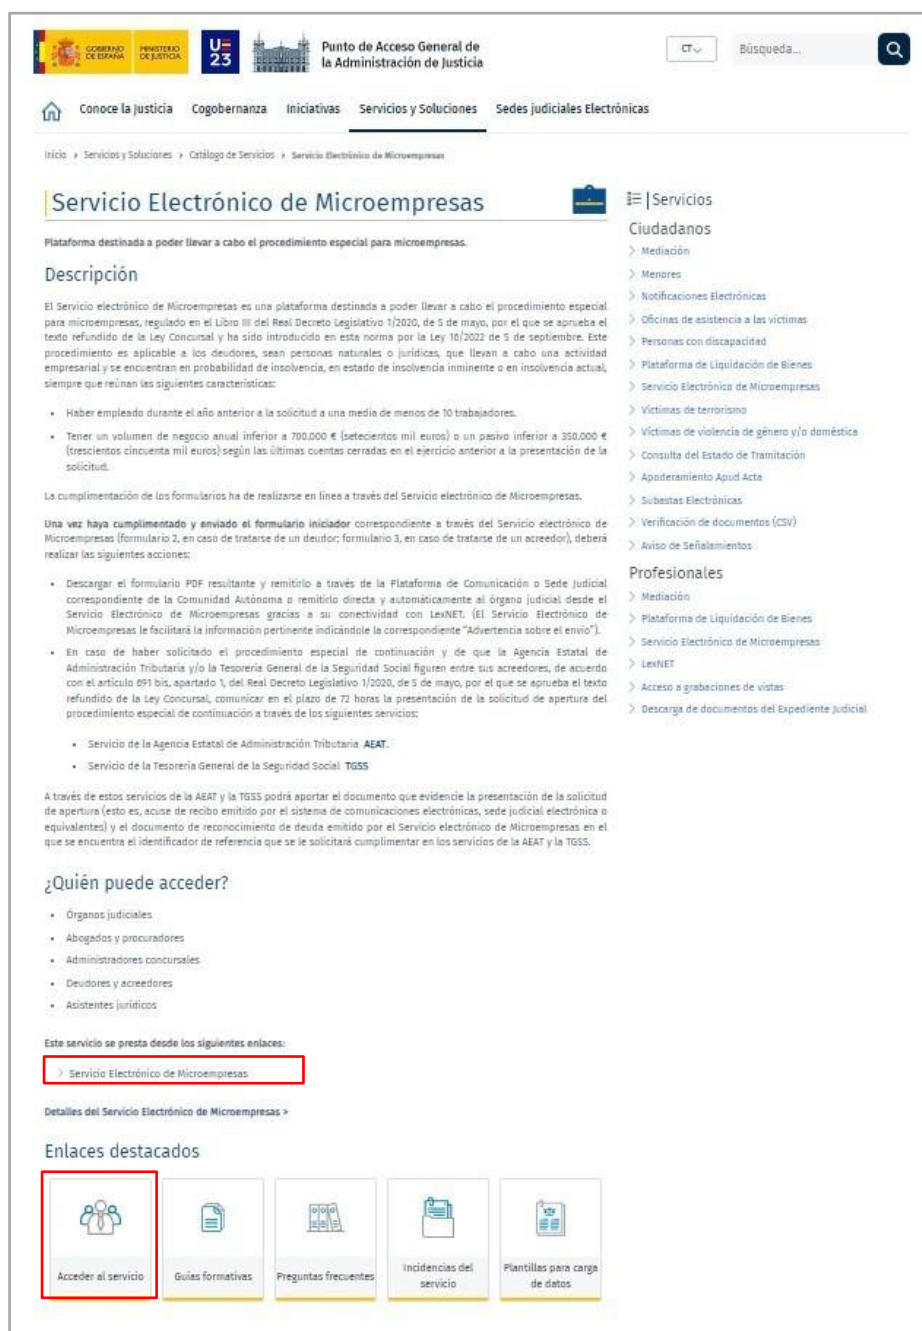 GOBIERNO DE ESPAÑA
MINISTERIO DE JUSTICIA
UE 23
Punto de Acceso General de
la Administración de Justicia
CT
Búsqueda...
Conoce la Justicia Cogobernanza Iniciativas Servicios y Soluciones Sedes judiciales Electrónicas
Inicio > Servicios y Soluciones > Catálogo de Servicios > Servicio Electrónico de Microempresas
Servicio Electrónico de Microempresas
Plataforma destinada a poder llevar a cabo el procedimiento especial para microempresas.
Descripción
El Servicio electrónico de Microempresas es una plataforma destinada a poder llevar a cabo el procedimiento especial
para microempresas, regulado en el Libro III del Real Decreto Legislativo 1/2020, de 5 de mayo, por el que se aprueba el
texto refundido de la Ley Concursal y ha sido introducido en esta norma por la Ley 16/2022 de 5 de septiembre. Este
procedimiento es aplicable a los deudores, sean personas naturales o jurídicas, que llevan a cabo una actividad
empresarial y se encuentran en probabilidad de insolvencia, en estado de insolvencia inminente o en insolvencia actual,
siempre que reúnan las siguientes características:
• Haber empleado durante el año anterior a la solicitud a una media de menos de 10 trabajadores.
• Tener un volumen de negocio anual inferior a 700.000 € (setecientos mil euros) o un pasivo inferior a 350.000 €
(trescientos cincuenta mil euros) según las últimas cuentas cerradas en el ejercicio anterior a la presentación de la
solicitud.
La cumplimentación de los formularios ha de realizarse en línea a través del Servicio electrónico de Microempresas.
Una vez haya cumplimentado y enviado el formulario iniciador correspondiente a través del Servicio electrónico de
Microempresas (formulario 2, en caso de tratarse de un deudor; formulario 3, en caso de tratarse de un acreedor), deberá
realizar las siguientes acciones:
• Descargar el formulario PDF resultante y remitirlo a través de la Plataforma de Comunicación o Sede Judicial
correspondiente de la Comunidad Autónoma o remitirlo directa y automáticamente al órgano judicial desde el
Servicio Electrónico de Microempresas gracias a su conectividad con LexNET. (El Servicio Electrónico de
Microempresas le facilitará la información pertinente indicándole la correspondiente "Advertencia sobre el envío").
• En caso de haber solicitado el procedimiento especial de continuación y de que la Agencia Estatal de
Administración Tributaria y/o la Tesorería General de la Seguridad Social figuren entre sus acreedores, de acuerdo
con el artículo 691 bis, apartado 1, del Real Decreto Legislativo 1/2020, de 5 de mayo, por el que se aprueba el texto
refundido de la Ley Concursal, comunicar en el plazo de 72 horas la presentación de la solicitud de apertura del
procedimiento especial de continuación a través de los siguientes servicios:
• Servicio de la Agencia Estatal de Administración Tributaria AEAT.
• Servicio de la Tesorería General de la Seguridad Social TGSS
A través de estos servicios de la AEAT y la TGSS podrá aportar el documento que evidencie la presentación de la solicitud
de apertura (esto es, acuse de recibo emitido por el sistema de comunicaciones electrónicas, sede judicial electrónica o
equivalentes) y el documento de reconocimiento de deuda emitido por el Servicio electrónico de Microempresas en el
que se encuentra el identificador de referencia que se le solicitará cumplimentar en los servicios de la AEAT y la TGSS.
¿Quién puede acceder?
• Órganos judiciales
• Abogados y procuradores
• Administradores concursales
• Deudores y acreedores
• Asistentes jurídicos
Este servicio se presta desde los siguientes enlaces:
> Servicio Electrónico de Microempresas
Detalles del Servicio Electrónico de Microempresas >
Enlaces destacados
Acceder al servicio
Guías formativas
Preguntas frecuentes
Incidencias del
servicio
Plantillas para carga
de datos
Servicios
Ciudadanos
> Mediación
> Menores
> Notificaciones Electrónicas
> Oficinas de asistencia a las víctimas
> Personas con discapacidad
> Plataforma de Liquidación de Bienes
> Servicio Electrónico de Microempresas
> Víctimas de terrorismo
> Víctimas de violencia de género y/o doméstica
> Consulta del Estado de Tramitación
> Apoderamiento Apud Acta
> Subastas Electrónicas
> Verificación de documentos (CSV)
> Aviso de Señalamientos
Profesionales
> Mediación
> Plataforma de Liquidación de Bienes
> Servicio Electrónico de Microempresas
> LexNET
> Acceso a grabaciones de vistas
> Descarga de documentos del Expediente Judicial